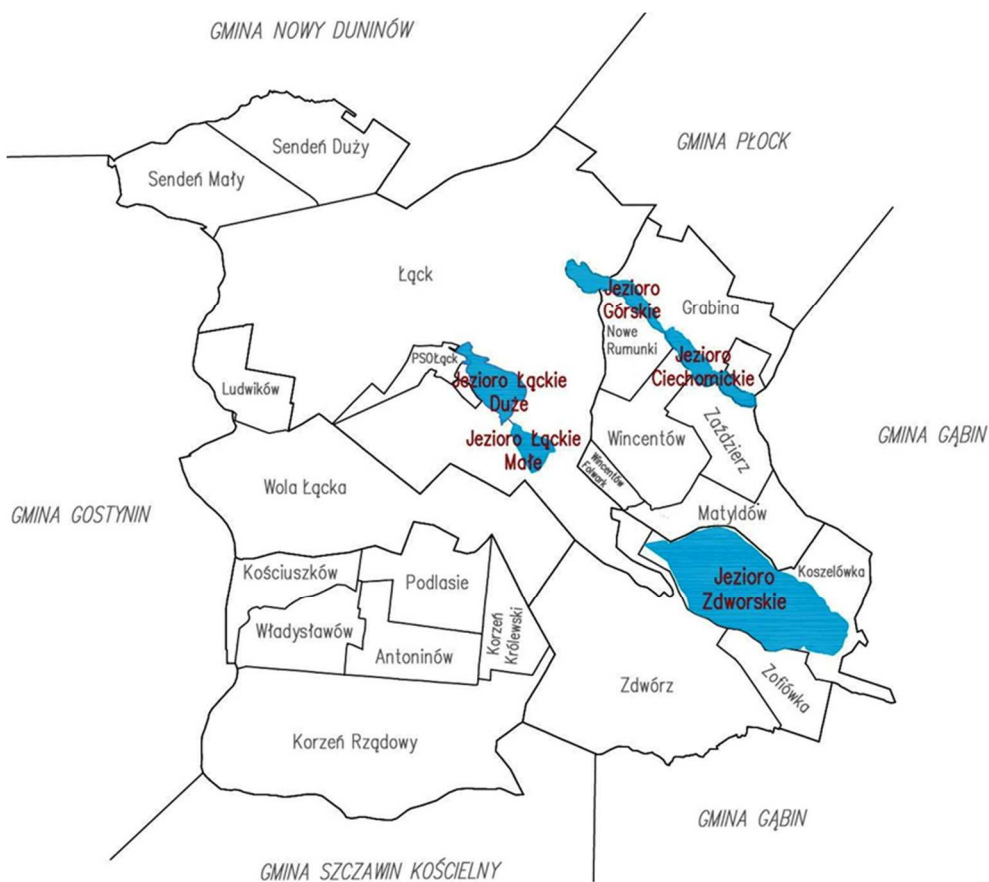 GMINA NOWY DUNINÓW
GMINA PŁOCK
Sendeń Duży
Sendeń Mały
Łąck
Jezioro
Górskie
Grabina
Nowe
Rumunki
PSOŁąck
Jezioro
Ciechomickie
Ludwików
Jezioro Łąckie
Duże
Zaździerz
Wincentów
GMINA GĄBIN
Jezioro Łąckie
Małe
Wincentów
Folwark
Wola Łącka
GMINA GOSTYNIN
Matyldów
Kościuszków
Podlasie
Jezioro
Zdworskie
Koszelówka
Władysławów
Antoninów
Korzeń
Królewski
Zdwórz
Zofiówka
Korzeń Rządowy
GMINA GĄBIN
GMINA SZCZAWIN KOŚCIELNY